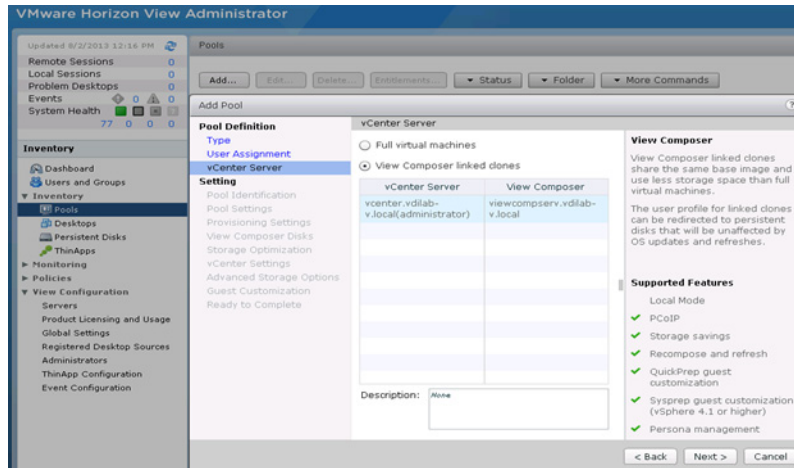 VMware Horizon View Administrator
Updated 8/2/2013 12:16 PM
Remote Sessions 0
Local Sessions 0
Problem Desktops 0
Events 0 0
System Health
77 0 0 0
Inventory
Dashboard
Users and Groups
Inventory
Pools
Desktops
Persistent Disks
ThinApps
Monitoring
Policies
View Configuration
Servers
Product Licensing and Usage
Global Settings
Registered Desktop Sources
Administrators
ThinApp Configuration
Event Configuration
Pools
Add... Edit... Delete... Entitlements... Status Folder More Commands
Add Pool ?
Pool Definition
Type
User Assignment
vCenter Server
Setting
Pool Identification
Pool Settings
Provisioning Settings
View Composer Disks
Storage Optimization
vCenter Settings
Advanced Storage Options
Guest Customization
Ready to Complete
vCenter Server
Full virtual machines
View Composer linked clones
vCenter Server View Composer
vcenter.vdilab- viewcompserv.vdilab-
v.local(administrator) v.local
Description: None
View Composer
View Composer linked clones
share the same base image and
use less storage space than full
virtual machines.
The user profile for linked clones
can be redirected to persistent
disks that will be unaffected by
OS updates and refreshes.
Supported Features
Local Mode
PCoIP
Storage savings
Recompose and refresh
QuickPrep guest
customization
Sysprep guest customization
(vSphere 4.1 or higher)
Persona management
< Back Next > Cancel